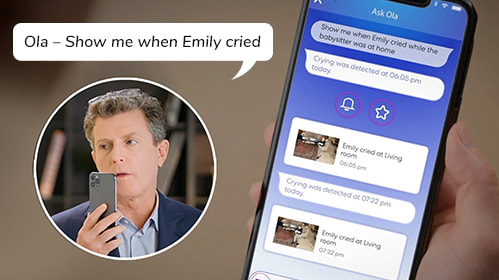 Ola – Show me when Emily cried
Ask Ola
Show me when Emily cried while the
babysitter was at home
Crying was detected at 06:05 pm
today.
Emily cried at Living
room
06:05 pm
Crying was detected at 07:22 pm
today.
Emily cried at Living
room
07:22 pm